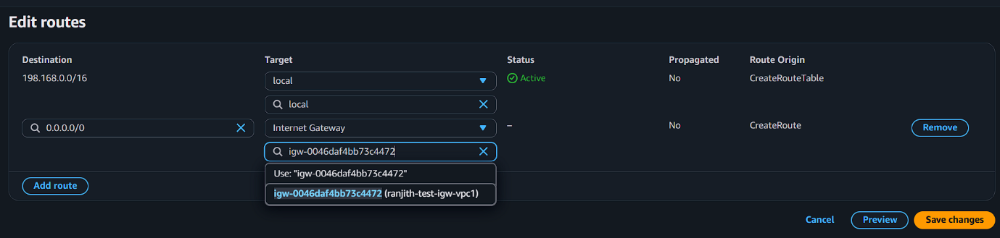 Edit routes
Destination Target Status Propagated Route Origin
198.168.0.0/16 local Active No CreateRouteTable
local
0.0.0.0/0 Internet Gateway – No CreateRoute Remove
igw-0046daf4bb73c4472
Use: "igw-0046daf4bb73c4472"
Add route
igw-0046daf4bb73c4472 (ranjith-test-igw-vpc1)
Cancel Preview Save changes